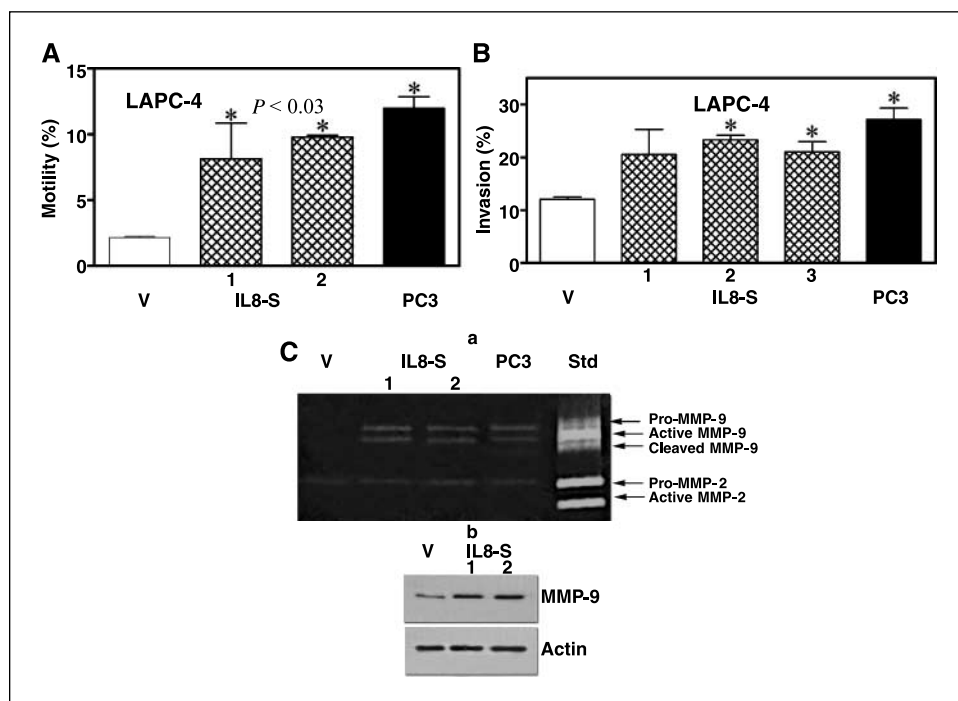 A
15
10
5
0
Motility (%)
LAPC-4
P < 0.03
*
*
*
1
2
V
IL8-S
PC3
B
30
20
10
0
Invasion (%)
LAPC-4
*
*
*
1
2
3
V
IL8-S
PC3
C
a
V
IL8-S
PC3
Std
1
2
Pro-MMP-9
Active MMP-9
Cleaved MMP-9
Pro-MMP-2
Active MMP-2
b
V
IL8-S
1
2
MMP-9
Actin